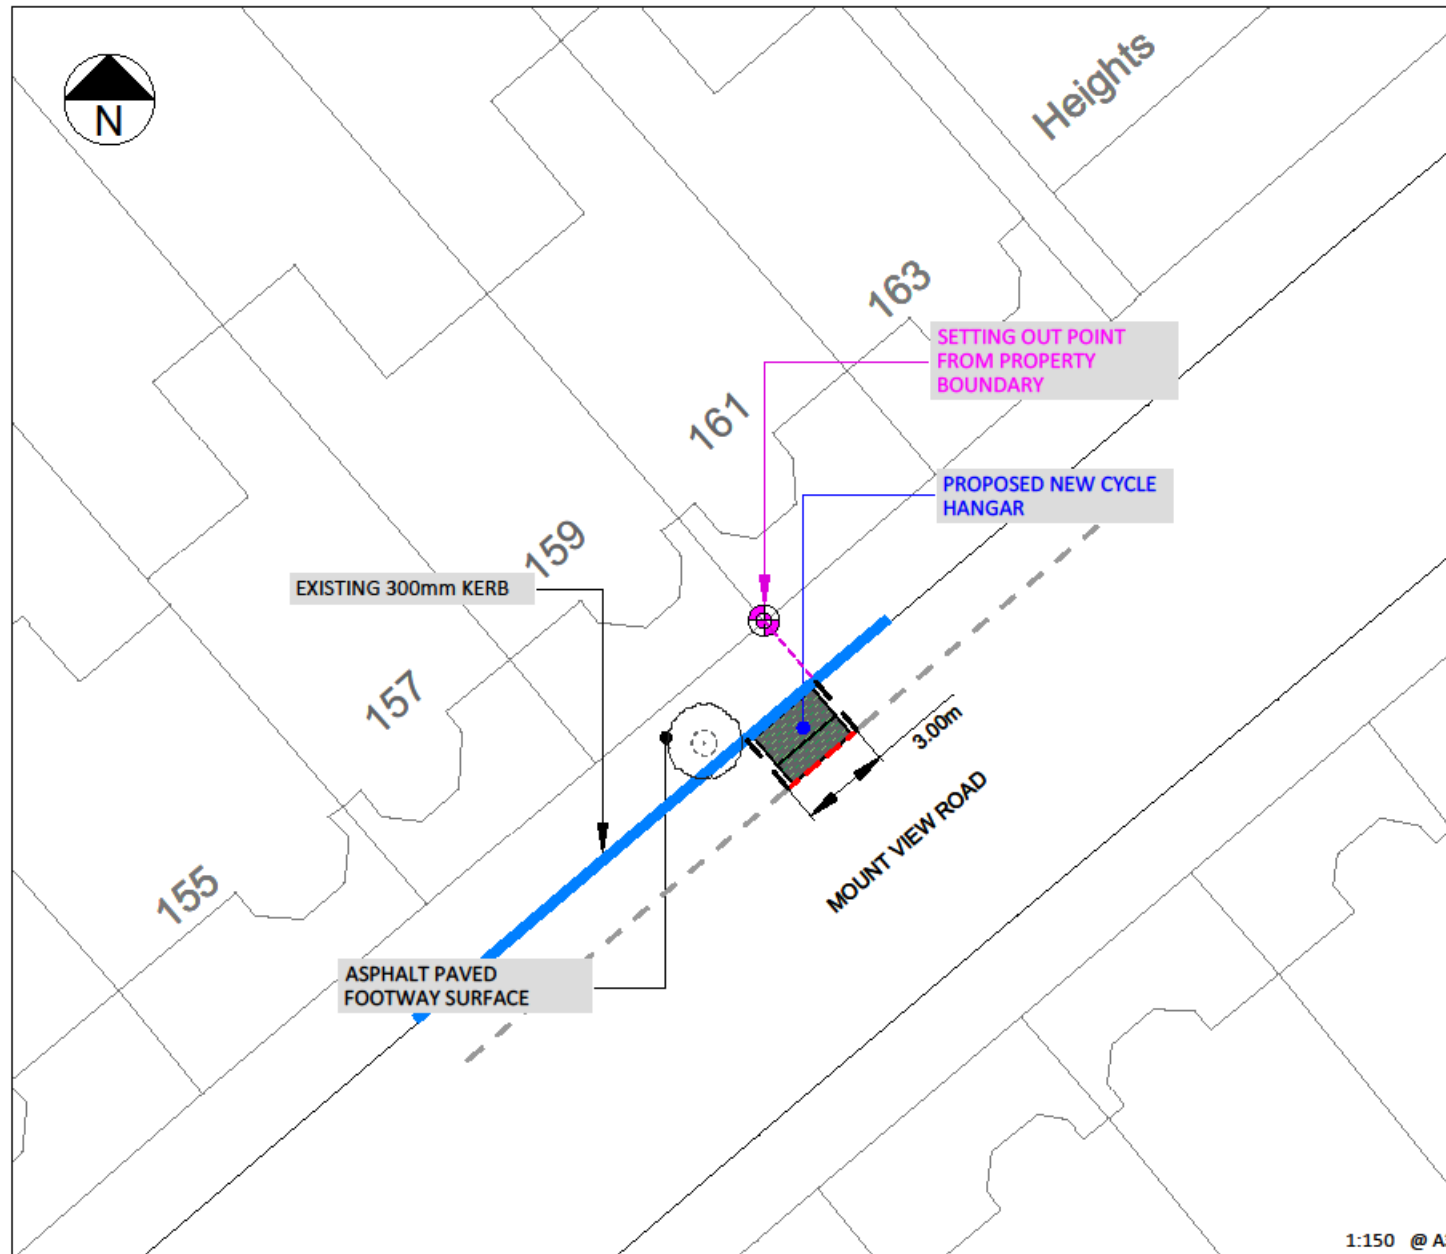 N
Heights
163
SETTING OUT POINT
FROM PROPERTY
BOUNDARY
161
PROPOSED NEW CYCLE
HANGAR
159
EXISTING 300mm KERB
157
3.00m
MOUNT VIEW ROAD
155
ASPHALT PAVED
FOOTWAY SURFACE
1:150 @ A